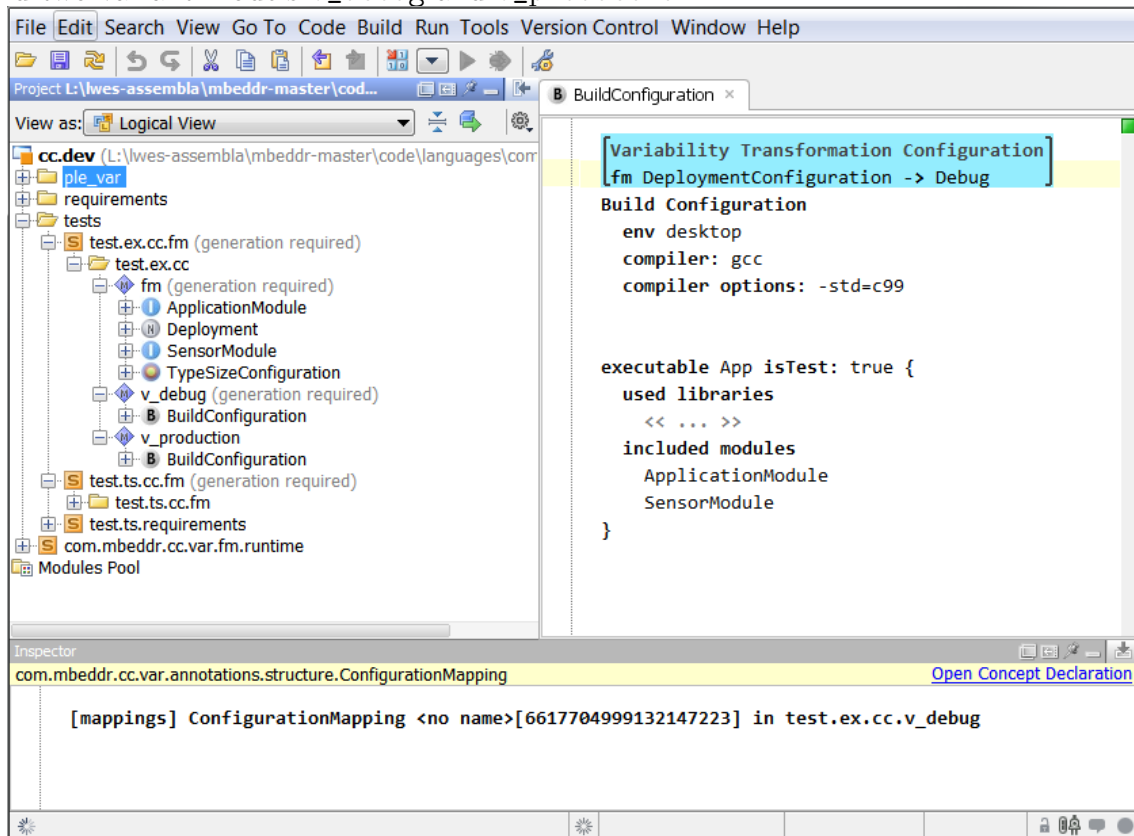 File Edit Search View Go To Code Build Run Tools Version Control Window Help
Project L:\lwes-assembla\mbeddr-master\cod...
View as: Logical View
cc.dev (L:\lwes-assembla\mbeddr-master\code\languages\com
ple_var
requirements
tests
S test.ex.cc.fm (generation required)
test.ex.cc
M fm (generation required)
I ApplicationModule
N Deployment
I SensorModule
TypeSizeConfiguration
M v_debug (generation required)
B BuildConfiguration
M v_production
B BuildConfiguration
S test.ts.cc.fm (generation required)
test.ts.cc.fm
S test.ts.requirements
S com.mbeddr.cc.var.fm.runtime
Modules Pool
B BuildConfiguration ×
Variability Transformation Configuration
fm DeploymentConfiguration -> Debug
Build Configuration
env desktop
compiler: gcc
compiler options: -std=c99
executable App isTest: true {
used libraries
<< ... >>
included modules
ApplicationModule
SensorModule
}
Inspector
com.mbeddr.cc.var.annotations.structure.ConfigurationMapping Open Concept Declaration
[mappings] ConfigurationMapping <no name>[6617704999132147223] in test.ex.cc.v_debug